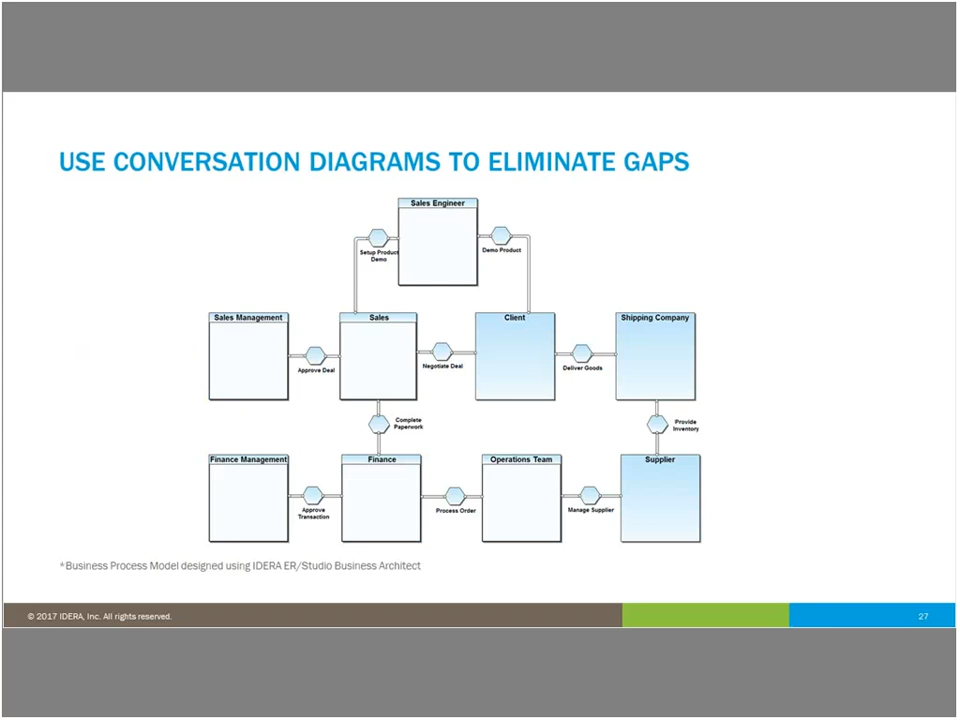 USE CONVERSATION DIAGRAMS TO ELIMINATE GAPS
Sales Engineer
Setup Product
Demo
Demo Product
Sales Management
Sales
Client
Shipping Company
Approve Deal
Negotiate Deal
Deliver Goods
Complete
Paperwork
Provide
Inventory
Finance Management
Finance
Operations Team
Supplier
Approve
Transaction
Process Order
Manage Supplier
*Business Process Model designed using IDERA ER/Studio Business Architect
© 2017 IDERA, Inc. All rights reserved.
27